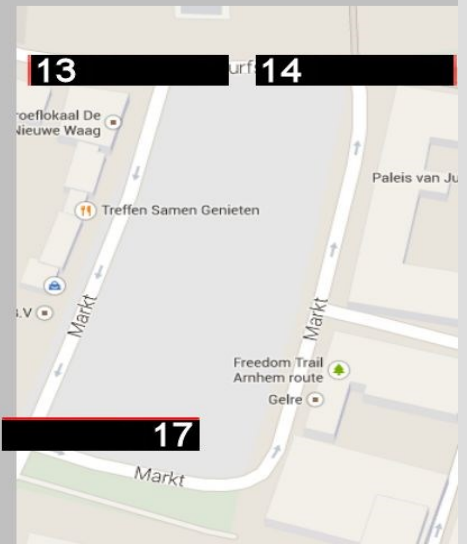 13
urfs
14
roeflokaal De
Nieuwe Waag
Paleis van Ju
Treffen Samen Genieten
.V
Markt
Markt
Freedom Trail
Arnhem route
Gelre
17
Markt